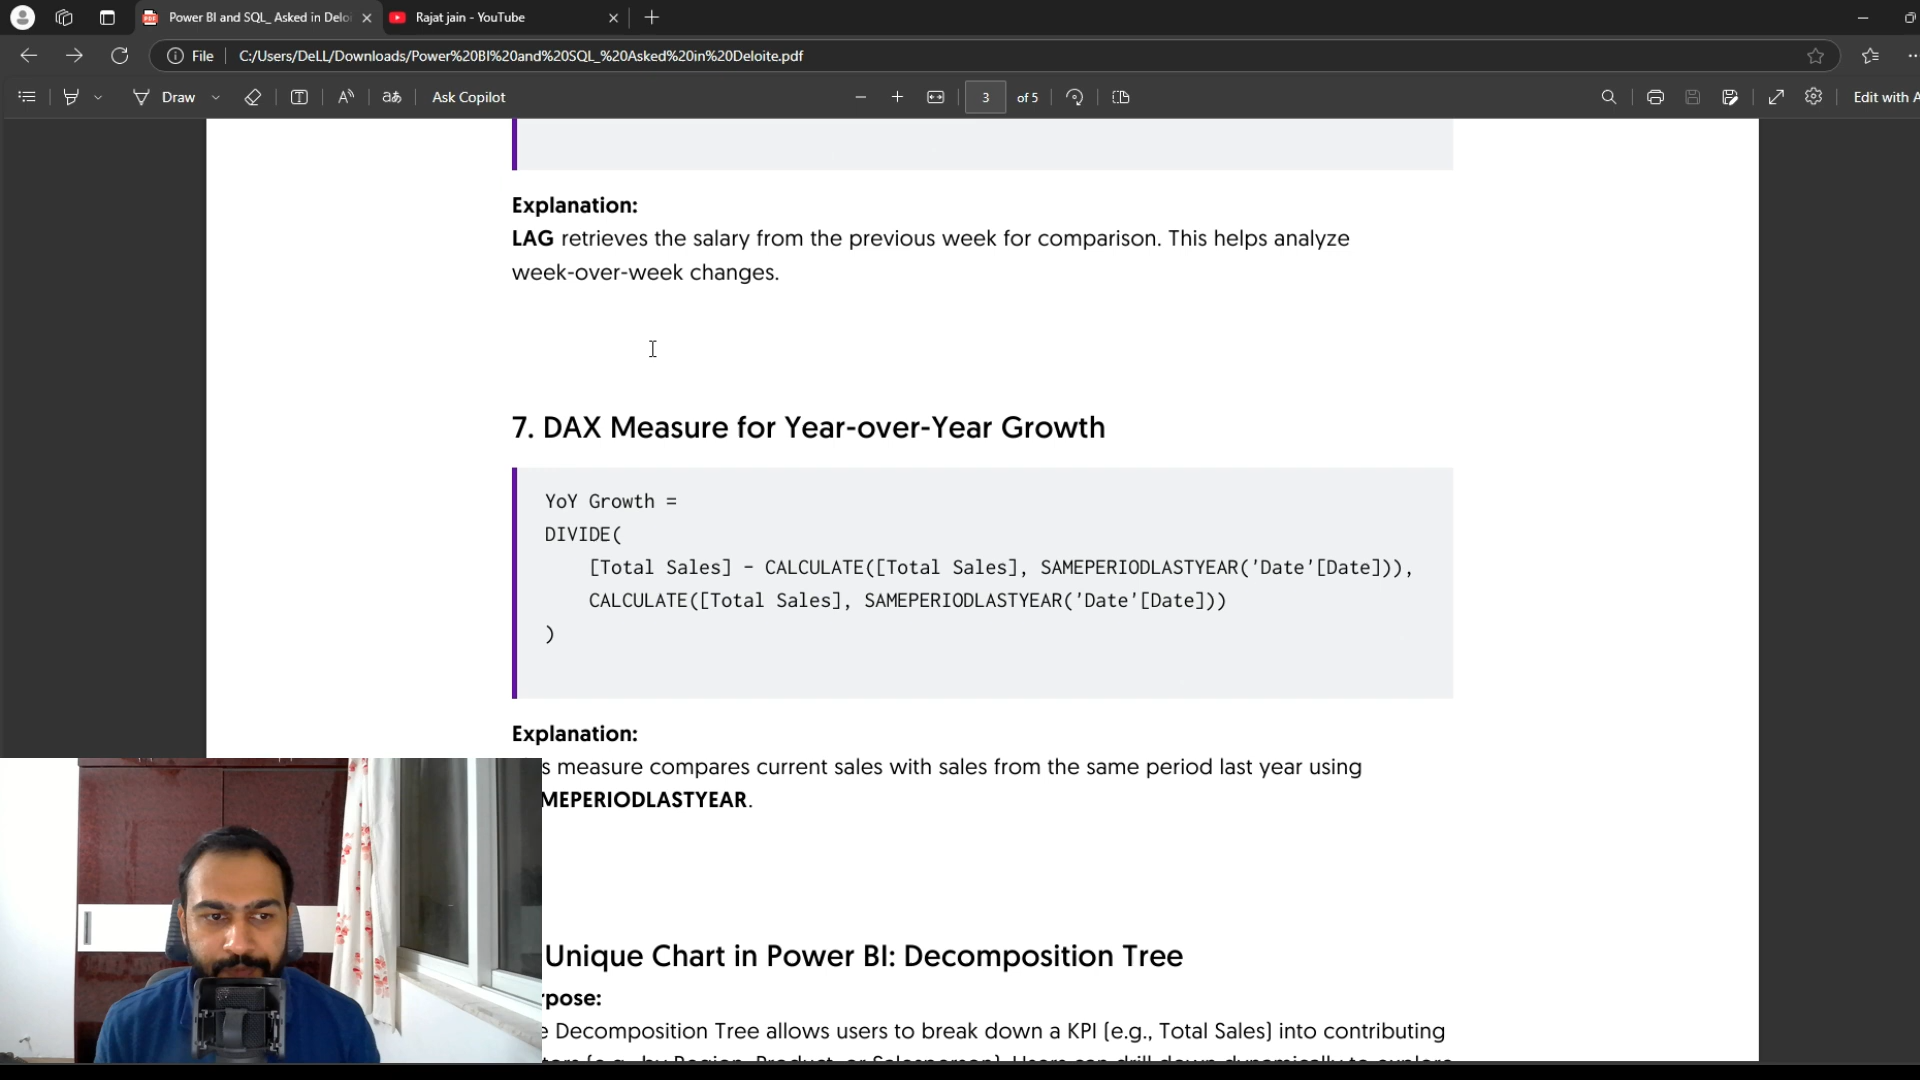 Power BI and SQL_ Asked in Delo
Rajat jain - YouTube
File
C:/Users/DeLL/Downloads/Power%20BI%20and%20SQL_%20Asked%20in%20Deloite.pdf
Draw
Ask Copilot
3 of 5
Edit with A
Explanation:
LAG retrieves the salary from the previous week for comparison. This helps analyze
week-over-week changes.
7. DAX Measure for Year-over-Year Growth
YoY Growth =
DIVIDE(
[Total Sales] - CALCULATE([Total Sales], SAMEPERIODLASTYEAR('Date'[Date])),
CALCULATE([Total Sales], SAMEPERIODLASTYEAR('Date'[Date]))
)
Explanation:
s measure compares current sales with sales from the same period last year using
MEPERIODLASTYEAR.
Unique Chart in Power BI: Decomposition Tree
rpose:
e Decomposition Tree allows users to break down a KPI (e.g., Total Sales) into contributing